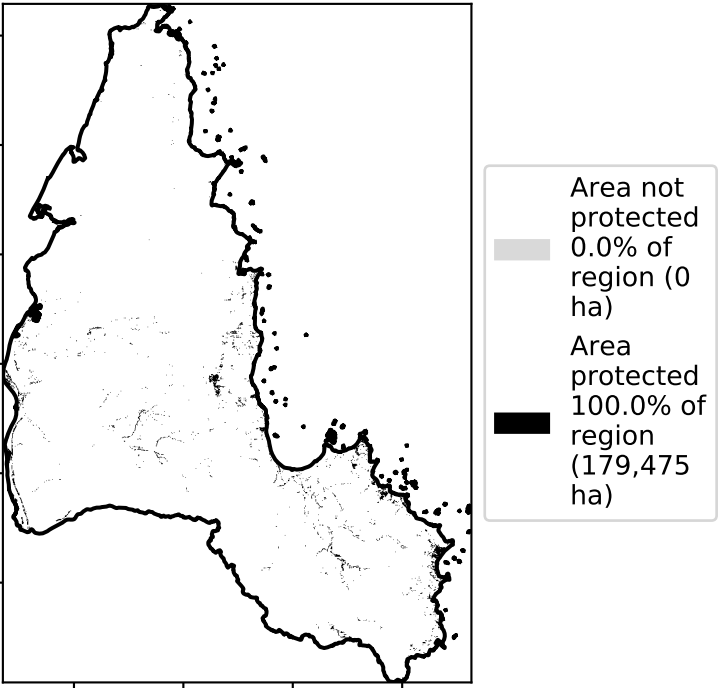 Area not
protected
0.0% of
region (0
ha)
Area
protected
100.0% of
region
(179,475
ha)